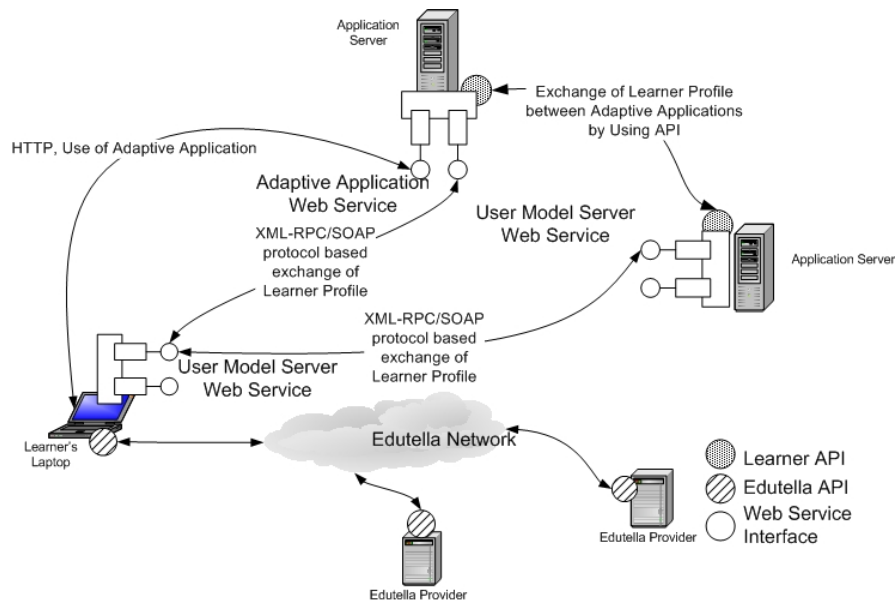 Application
Server
Exchange of Learner Profile
between Adaptive Applications
by Using API
HTTP, Use of Adaptive Application
Adaptive Application
Web Service
User Model Server
Web Service
XML-RPC/SOAP
protocol based
exchange of
Learner Profile
Application Server
XML-RPC/SOAP
protocol based
exchange of
Learner Profile
User Model Server
Web Service
Learner's
Laptop
Edutella Network
Learner API
Edutella API
Web Service
Interface
Edutella Provider
Edutella Provider